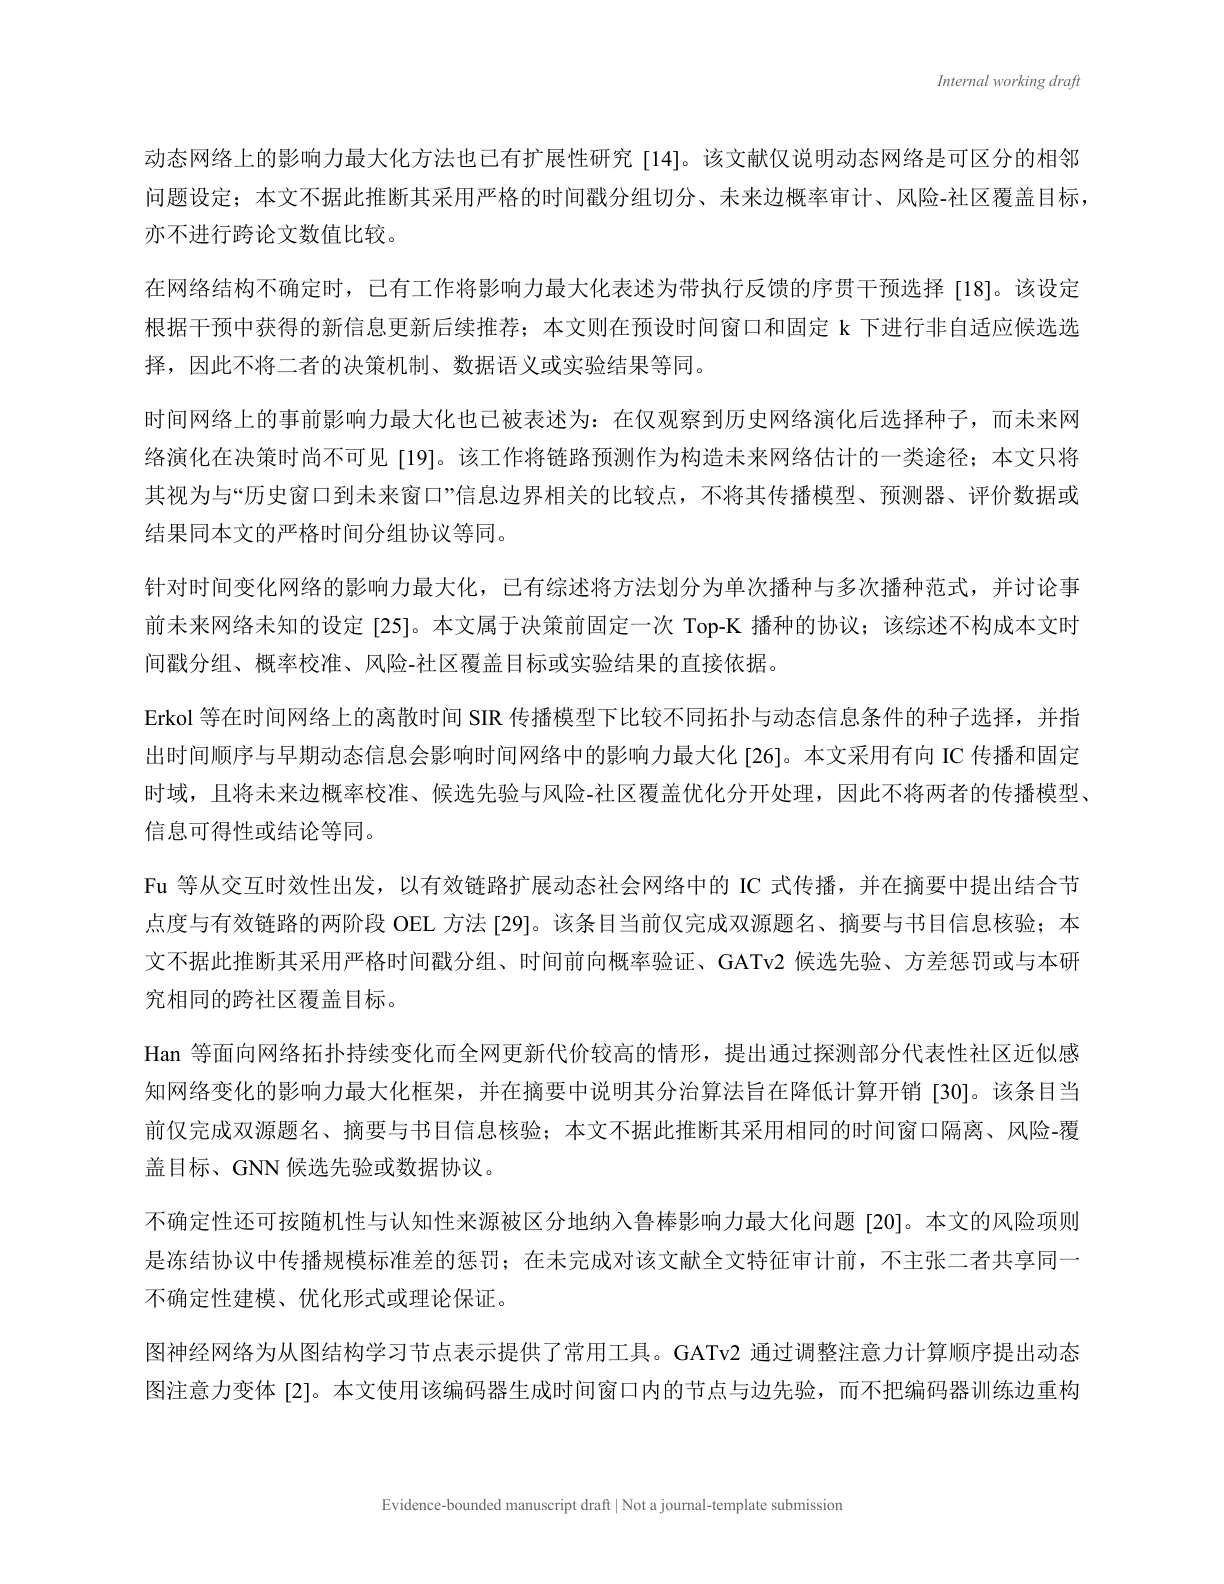 Internal working draft
动态网络上的影响力最大化方法也已有扩展性研究 [14]。该文献仅说明动态网络是可区分的相邻
问题设定；本文不据此推断其采用严格的时间戳分组切分、未来边概率审计、风险-社区覆盖目标，
亦不进行跨论文数值比较。
在网络结构不确定时，已有工作将影响力最大化表述为带执行反馈的序贯干预选择 [18]。该设定
根据干预中获得的新信息更新后续推荐；本文则在预设时间窗口和固定 k 下进行非自适应候选选
择，因此不将二者的决策机制、数据语义或实验结果等同。
时间网络上的事前影响力最大化也已被表述为：在仅观察到历史网络演化后选择种子，而未来网
络演化在决策时尚不可见 [19]。该工作将链路预测作为构造未来网络估计的一类途径；本文只将
其视为与“历史窗口到未来窗口”信息边界相关的比较点，不将其传播模型、预测器、评价数据或
结果同本文的严格时间分组协议等同。
针对时间变化网络的影响力最大化，已有综述将方法划分为单次播种与多次播种范式，并讨论事
前未来网络未知的设定 [25]。本文属于决策前固定一次 Top-K 播种的协议；该综述不构成本文时
间戳分组、概率校准、风险-社区覆盖目标或实验结果的直接依据。
Erkol 等在时间网络上的离散时间 SIR 传播模型下比较不同拓扑与动态信息条件的种子选择，并指
出时间顺序与早期动态信息会影响时间网络中的影响力最大化 [26]。本文采用有向 IC 传播和固定
时域，且将未来边概率校准、候选先验与风险-社区覆盖优化分开处理，因此不将两者的传播模型、
信息可得性或结论等同。
Fu 等从交互时效性出发，以有效链路扩展动态社会网络中的 IC 式传播，并在摘要中提出结合节
点度与有效链路的两阶段 OEL 方法 [29]。该条目当前仅完成双源题名、摘要与书目信息核验；本
文不据此推断其采用严格时间戳分组、时间前向概率验证、GATv2 候选先验、方差惩罚或与本研
究相同的跨社区覆盖目标。
Han 等面向网络拓扑持续变化而全网更新代价较高的情形，提出通过探测部分代表性社区近似感
知网络变化的影响力最大化框架，并在摘要中说明其分治算法旨在降低计算开销 [30]。该条目当
前仅完成双源题名、摘要与书目信息核验；本文不据此推断其采用相同的时间窗口隔离、风险-覆
盖目标、GNN 候选先验或数据协议。
不确定性还可按随机性与认知性来源被区分地纳入鲁棒影响力最大化问题 [20]。本文的风险项则
是冻结协议中传播规模标准差的惩罚；在未完成对该文献全文特征审计前，不主张二者共享同一
不确定性建模、优化形式或理论保证。
图神经网络为从图结构学习节点表示提供了常用工具。GATv2 通过调整注意力计算顺序提出动态
图注意力变体 [2]。本文使用该编码器生成时间窗口内的节点与边先验，而不把编码器训练边重构
Evidence-bounded manuscript draft | Not a journal-template submission